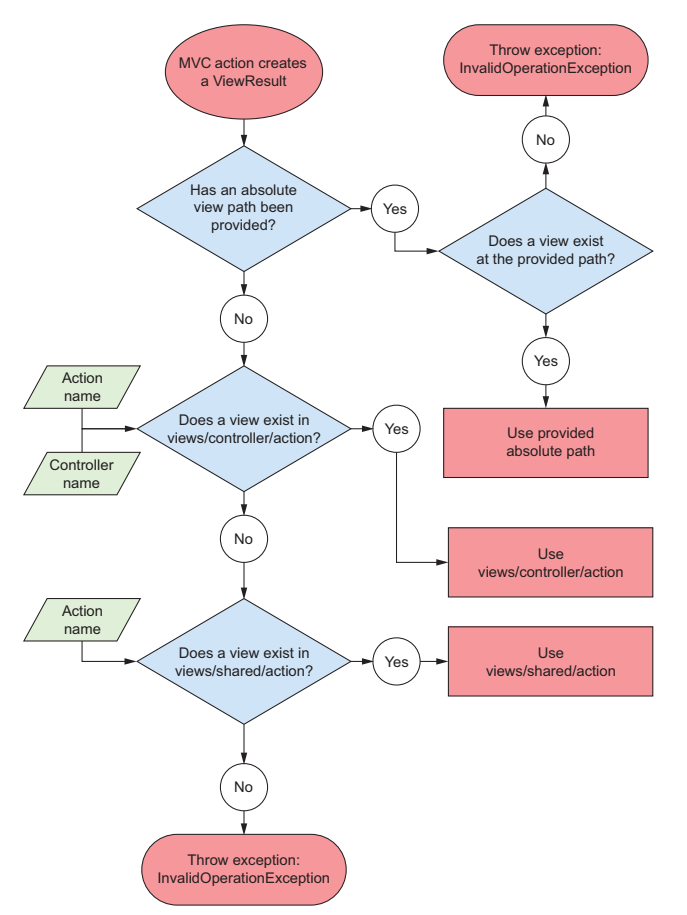 MVC action creates
a ViewResult
Throw exception:
InvalidOperationException
No
Has an absolute
view path been
provided?
Yes
Does a view exist
at the provided path?
No
Yes
Action
name
Does a view exist in
views/controller/action?
Yes
Use provided
absolute path
Controller
name
No
Use
views/controller/action
Action
name
Does a view exist in
views/shared/action?
Yes
Use
views/shared/action
No
Throw exception:
InvalidOperationException